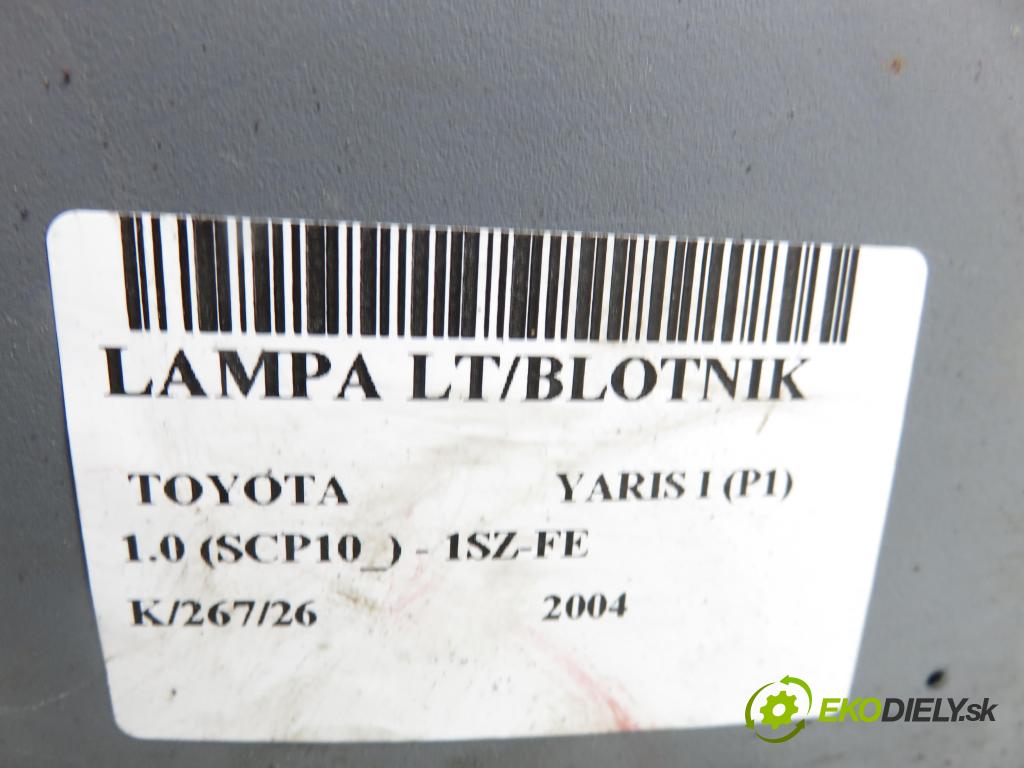 LAMPA LT/BLOTNIK
TOYOTA YARIS I (P1)
1.0 (SCP10_) - 1SZ-FE
K/267/26 2004
EKODIELY.sk